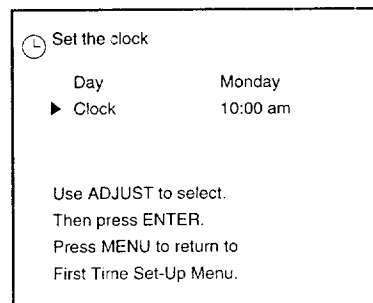 Set the clock
Day Monday
▶ Clock 10:00 am
Use ADJUST to select.
Then press ENTER.
Press MENU to return to
First Time Set-Up Menu.